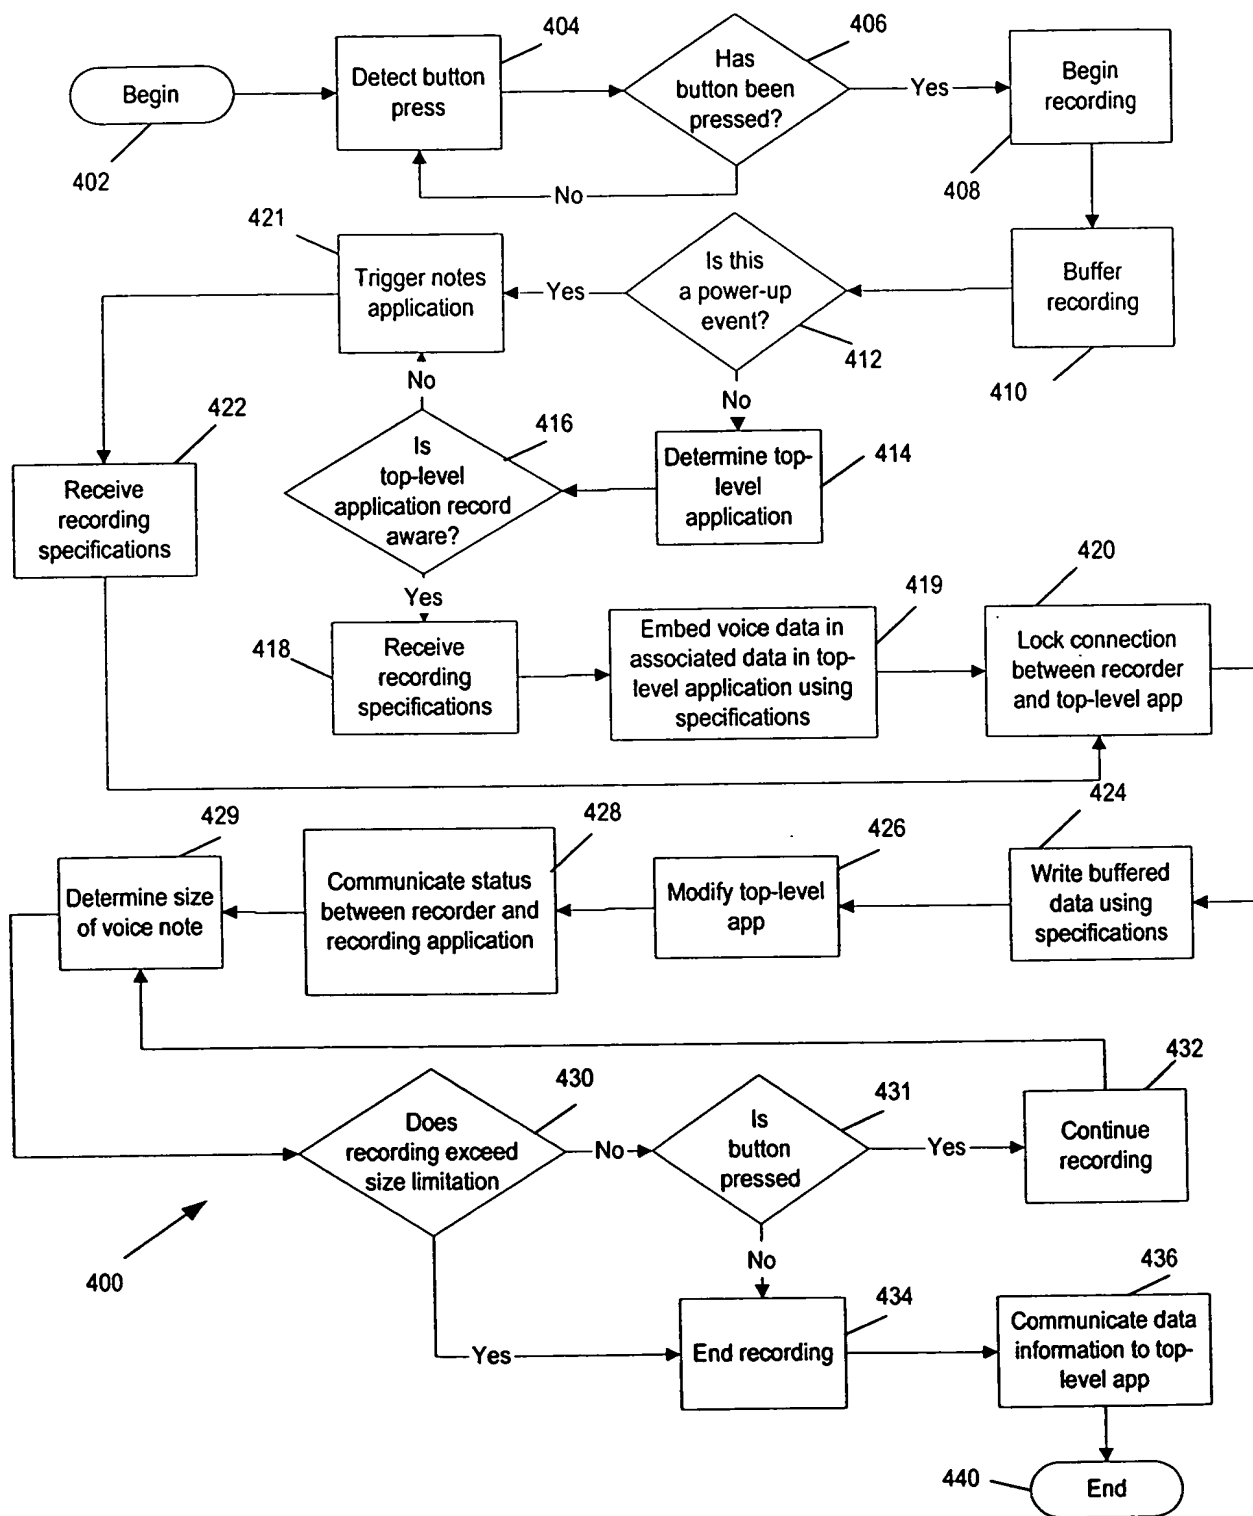 Begin
402
Detect button
press
404
Has
button been
pressed?
406
Yes
No
Begin
recording
408
Buffer
recording
410
Is this
a power-up
event?
412
Yes
No
Trigger notes
application
421
Determine top-
level
application
414
Is
top-level
application record
aware?
416
No
Yes
Receive
recording
specifications
422
Receive
recording
specifications
418
Embed voice data in
associated data in top-
level application using
specifications
419
Lock connection
between recorder
and top-level app
420
Write buffered
data using
specifications
424
Modify top-level
app
426
Communicate status
between recorder and
recording application
428
Determine size
of voice note
429
Does
recording exceed
size limitation
430
No
Yes
Is
button
pressed
431
Yes
No
Continue
recording
432
End recording
434
Communicate data
information to top-
level app
436
End
440
400